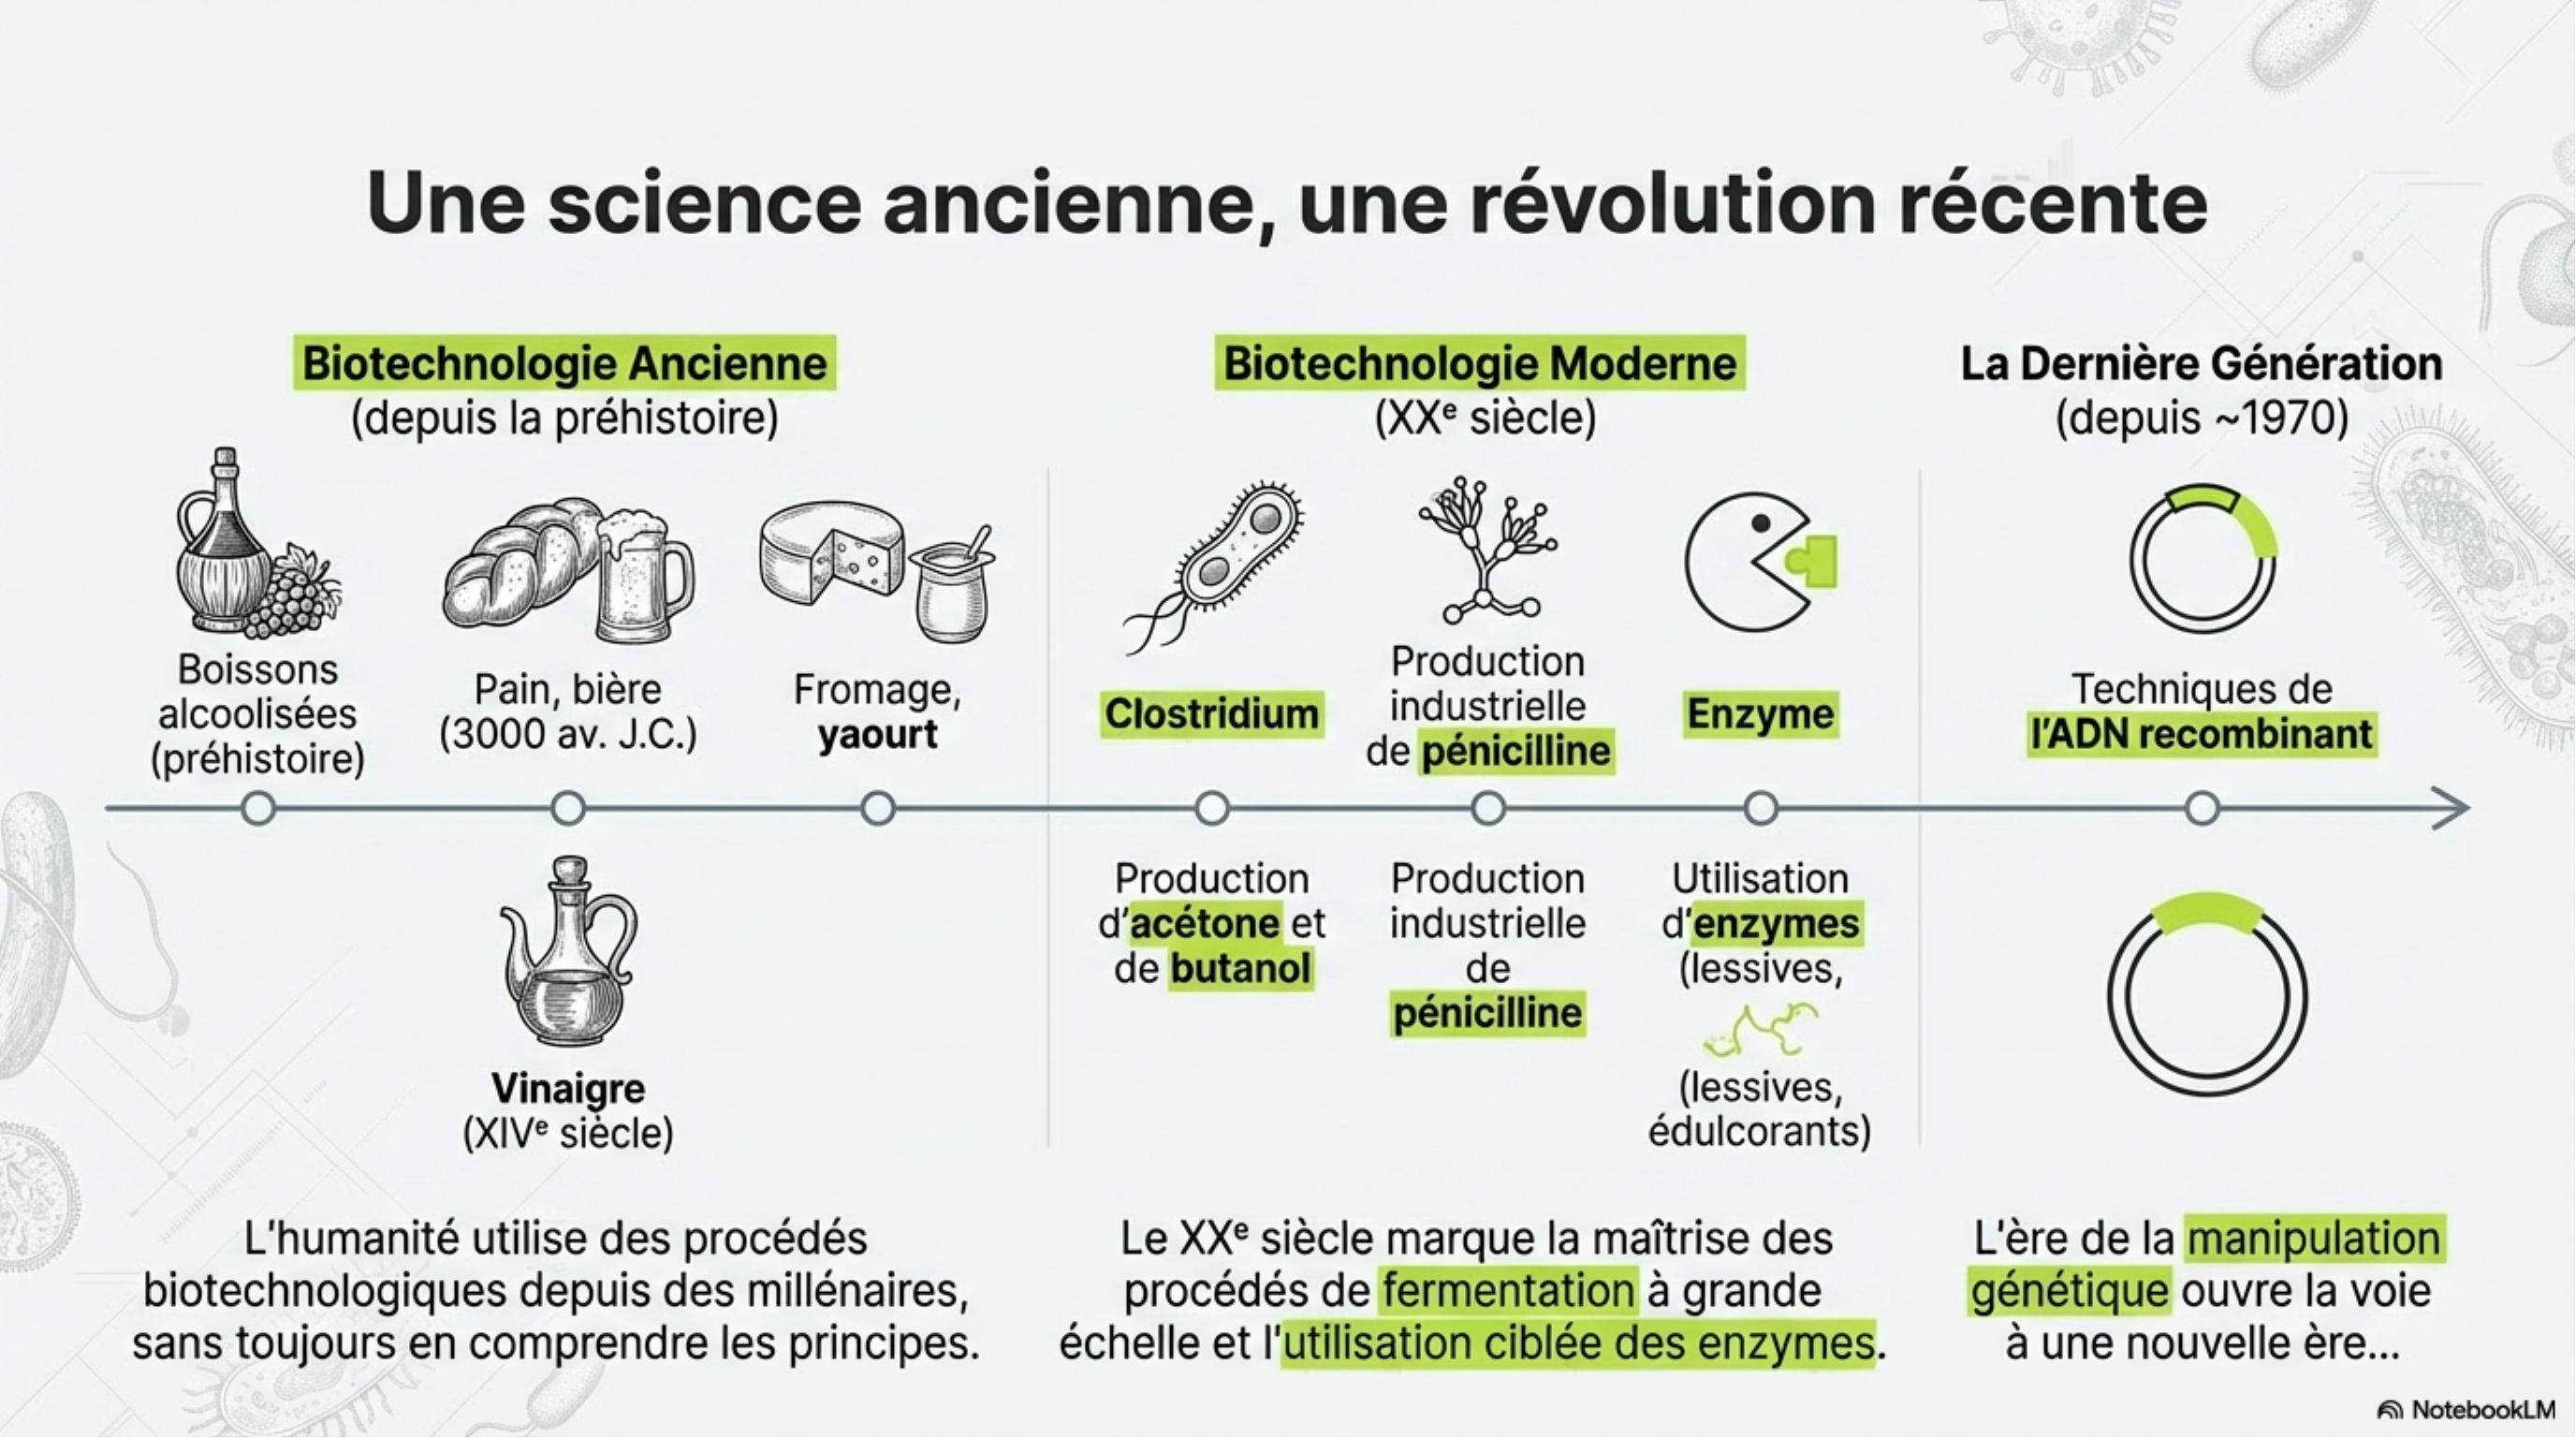 Une science ancienne, une révolution récente
Biotechnologie Ancienne
(depuis la préhistoire)
Boissons
alcoolisées
(préhistoire)
Pain, bière
(3000 av. J.C.)
Fromage,
yaourt
Vinaigre
(XIVᵉ siècle)
L'humanité utilise des procédés
biotechnologiques depuis des millénaires,
sans toujours en comprendre les principes.
Biotechnologie Moderne
(XXᵉ siècle)
Clostridium
Production
industrielle
de pénicilline
Enzyme
Production
d'acétone et
de butanol
Production
industrielle
de
pénicilline
Utilisation
d'enzymes
(lessives,
(lessives,
édulcorants)
Le XXᵉ siècle marque la maîtrise des
procédés de fermentation à grande
échelle et l'utilisation ciblée des enzymes.
La Dernière Génération
(depuis ~1970)
Techniques de
l'ADN recombinant
L'ère de la manipulation
génétique ouvre la voie
à une nouvelle ère...
NotebookLM